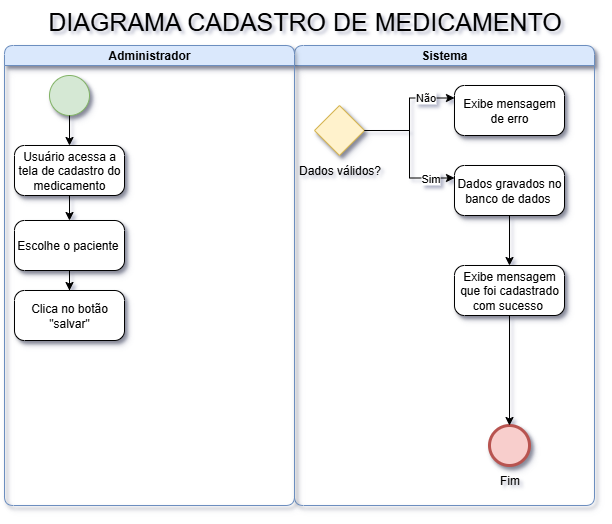 DIAGRAMA CADASTRO DE MEDICAMENTO
Administrador
Sistema
Usuário acessa a
tela de cadastro do
medicamento
Escolhe o paciente
Clica no botão
"salvar"
Dados válidos?
Não
Exibe mensagem
de erro
Sim
Dados gravados no
banco de dados
Exibe mensagem
que foi cadastrado
com sucesso
Fim